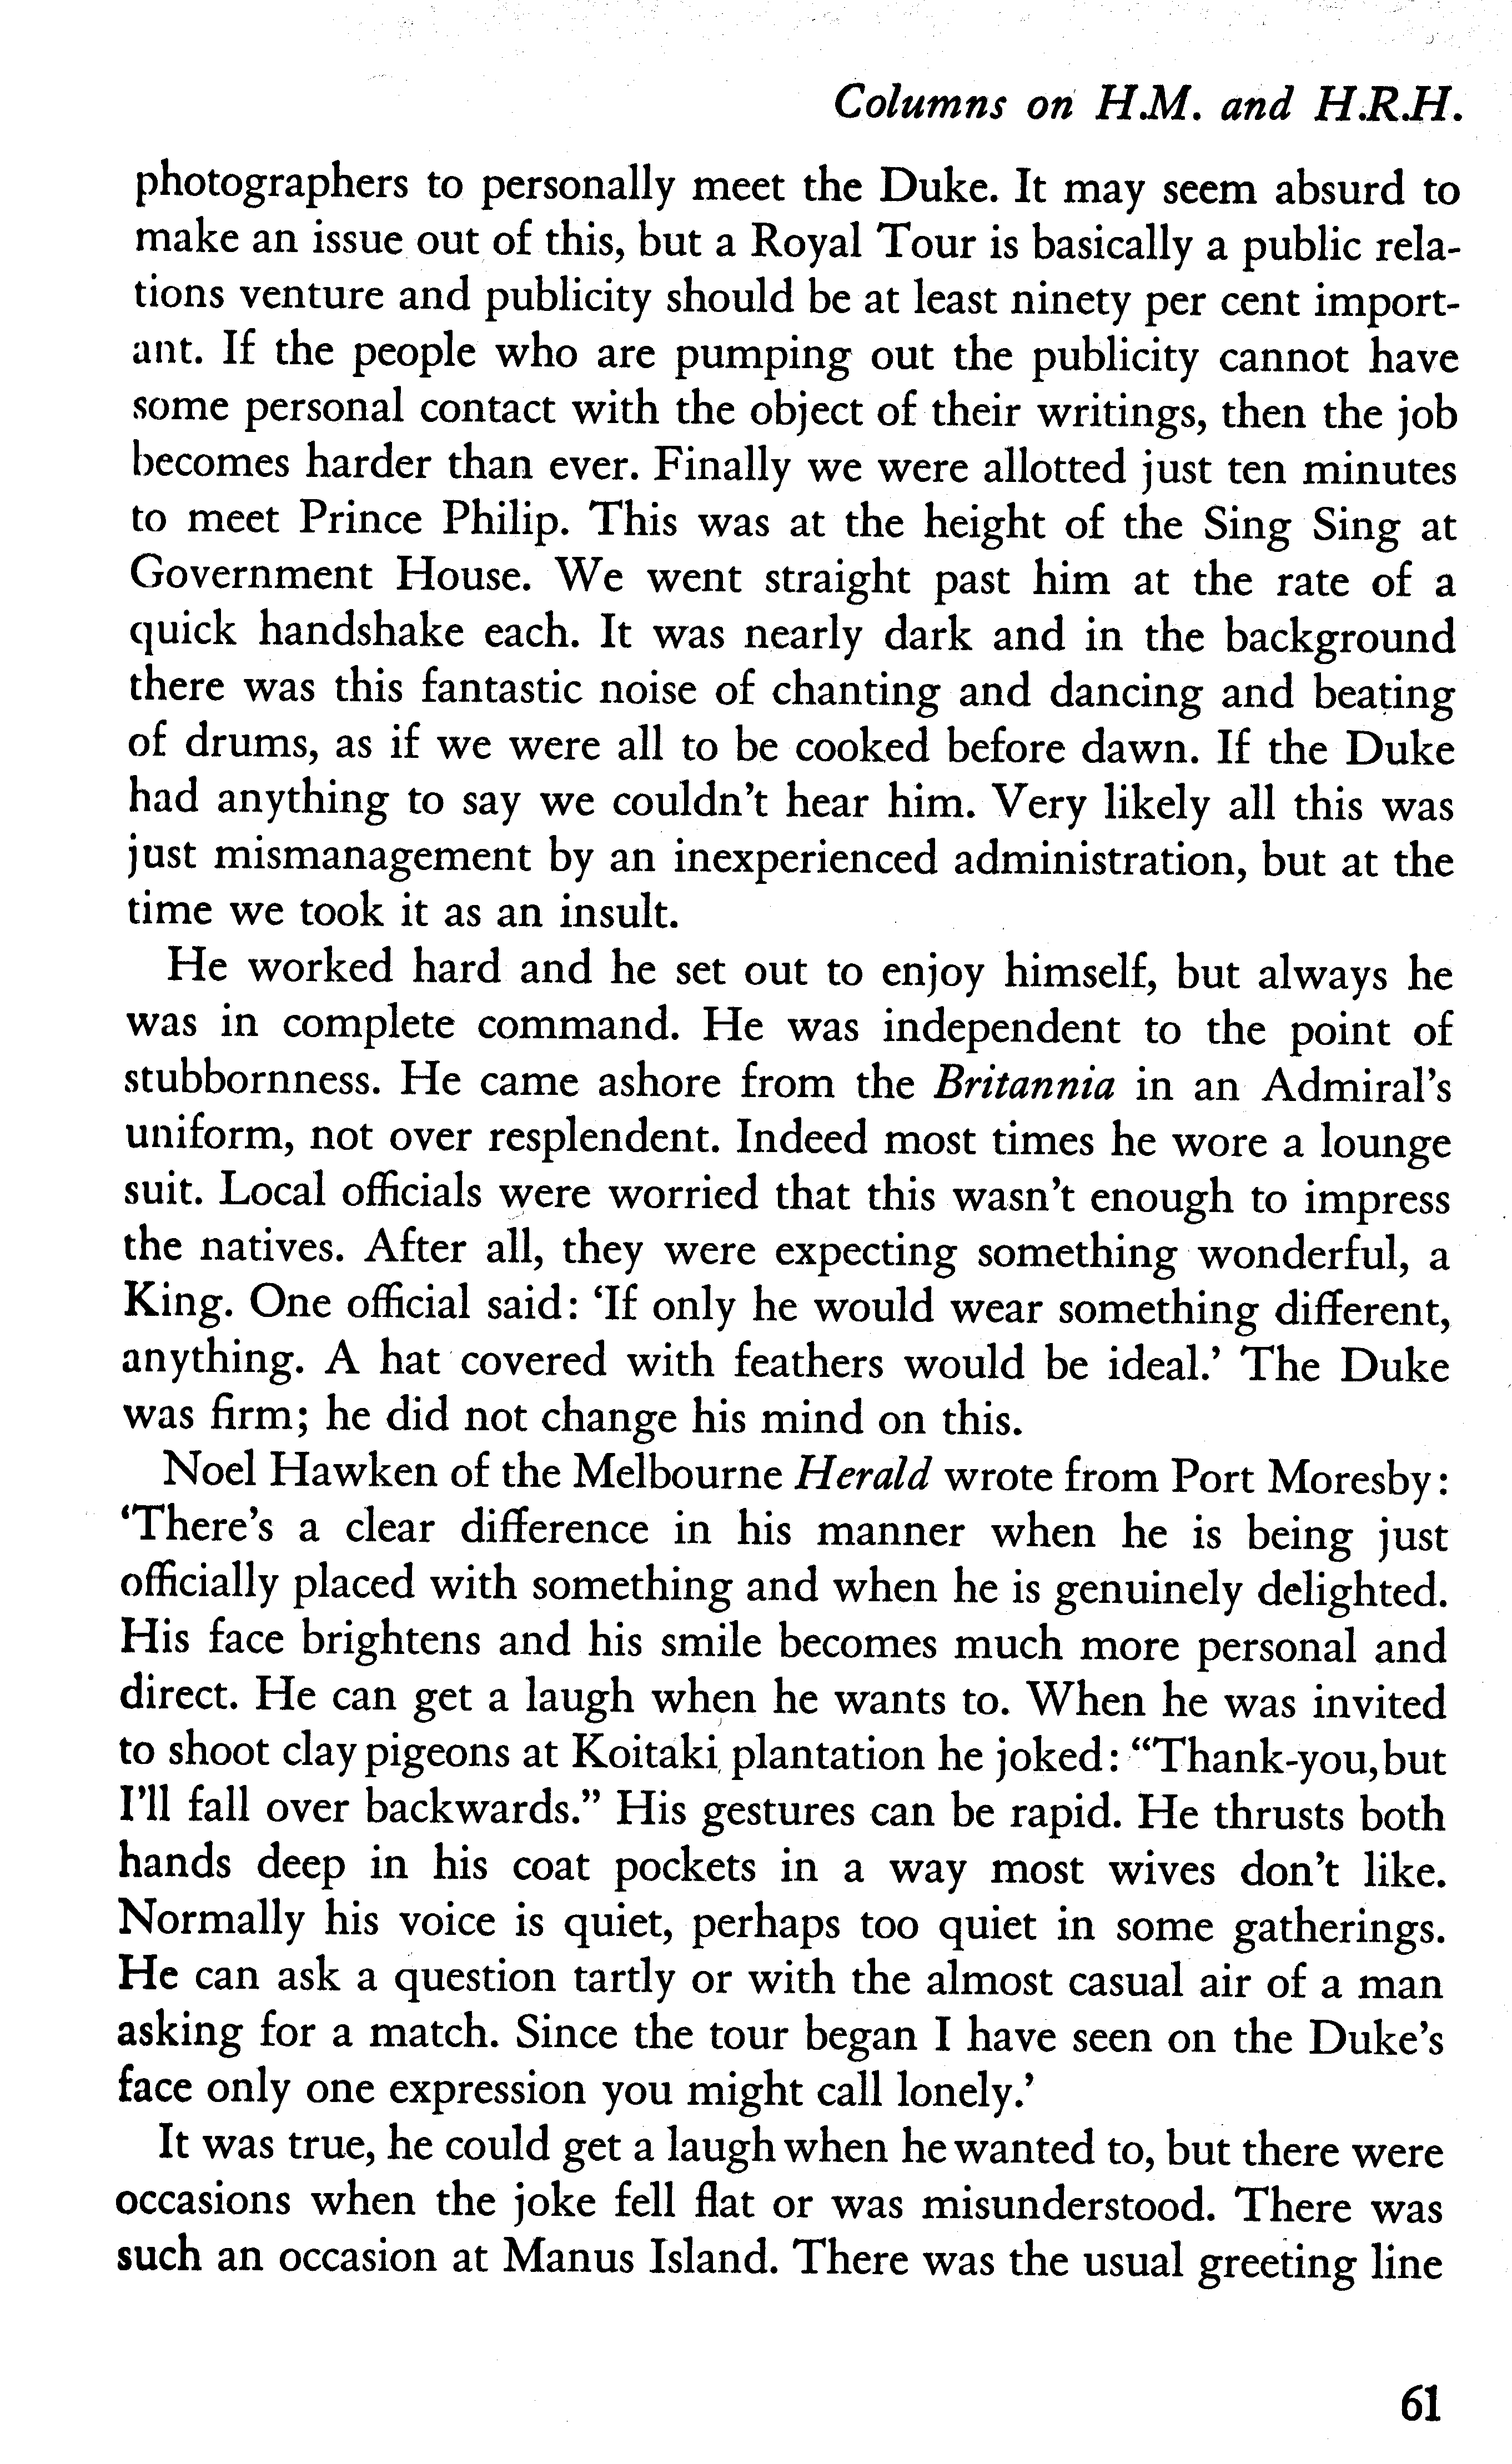 Columns on H.M. and H.R.H.
photographers to personally meet the Duke. It may seem absurd to
make an issue out of this, but a Royal Tour is basically a public rela-
tions venture and publicity should be at least ninety per cent import-
ant. If the people who are pumping out the publicity cannot have
some personal contact with the object of their writings, then the job
becomes harder than ever. Finally we were allotted just ten minutes
to meet Prince Philip. This was at the height of the Sing Sing at
Government House. We went straight past him at the rate of a
quick handshake each. It was nearly dark and in the background
there was this fantastic noise of chanting and dancing and beating
of drums, as if we were all to be cooked before dawn. If the Duke
had anything to say we couldn't hear him. Very likely all this was
just mismanagement by an inexperienced administration, but at the
time we took it as an insult.
He worked hard and he set out to enjoy himself, but always he
was in complete command. He was independent to the point of
stubbornness. He came ashore from the Britannia in an Admiral's
uniform, not over resplendent. Indeed most times he wore a lounge
suit. Local officials were worried that this wasn't enough to impress
the natives. After all, they were expecting something wonderful, a
King. One official said: 'If only he would wear something different,
anything. A hat covered with feathers would be ideal.' The Duke
was firm; he did not change his mind on this.
Noel Hawken of the Melbourne Herald wrote from Port Moresby:
'There's a clear difference in his manner when he is being just
officially placed with something and when he is genuinely delighted.
His face brightens and his smile becomes much more personal and
direct. He can get a laugh when he wants to. When he was invited
to shoot clay pigeons at Koitaki plantation he joked: "Thank-you, but
I'll fall over backwards." His gestures can be rapid. He thrusts both
hands deep in his coat pockets in a way most wives don't like.
Normally his voice is quiet, perhaps too quiet in some gatherings.
He can ask a question tartly or with the almost casual air of a man
asking for a match. Since the tour began I have seen on the Duke's
face only one expression you might call lonely.'
It was true, he could get a laugh when he wanted to, but there were
occasions when the joke fell flat or was misunderstood. There was
such an occasion at Manus Island. There was the usual greeting line
61